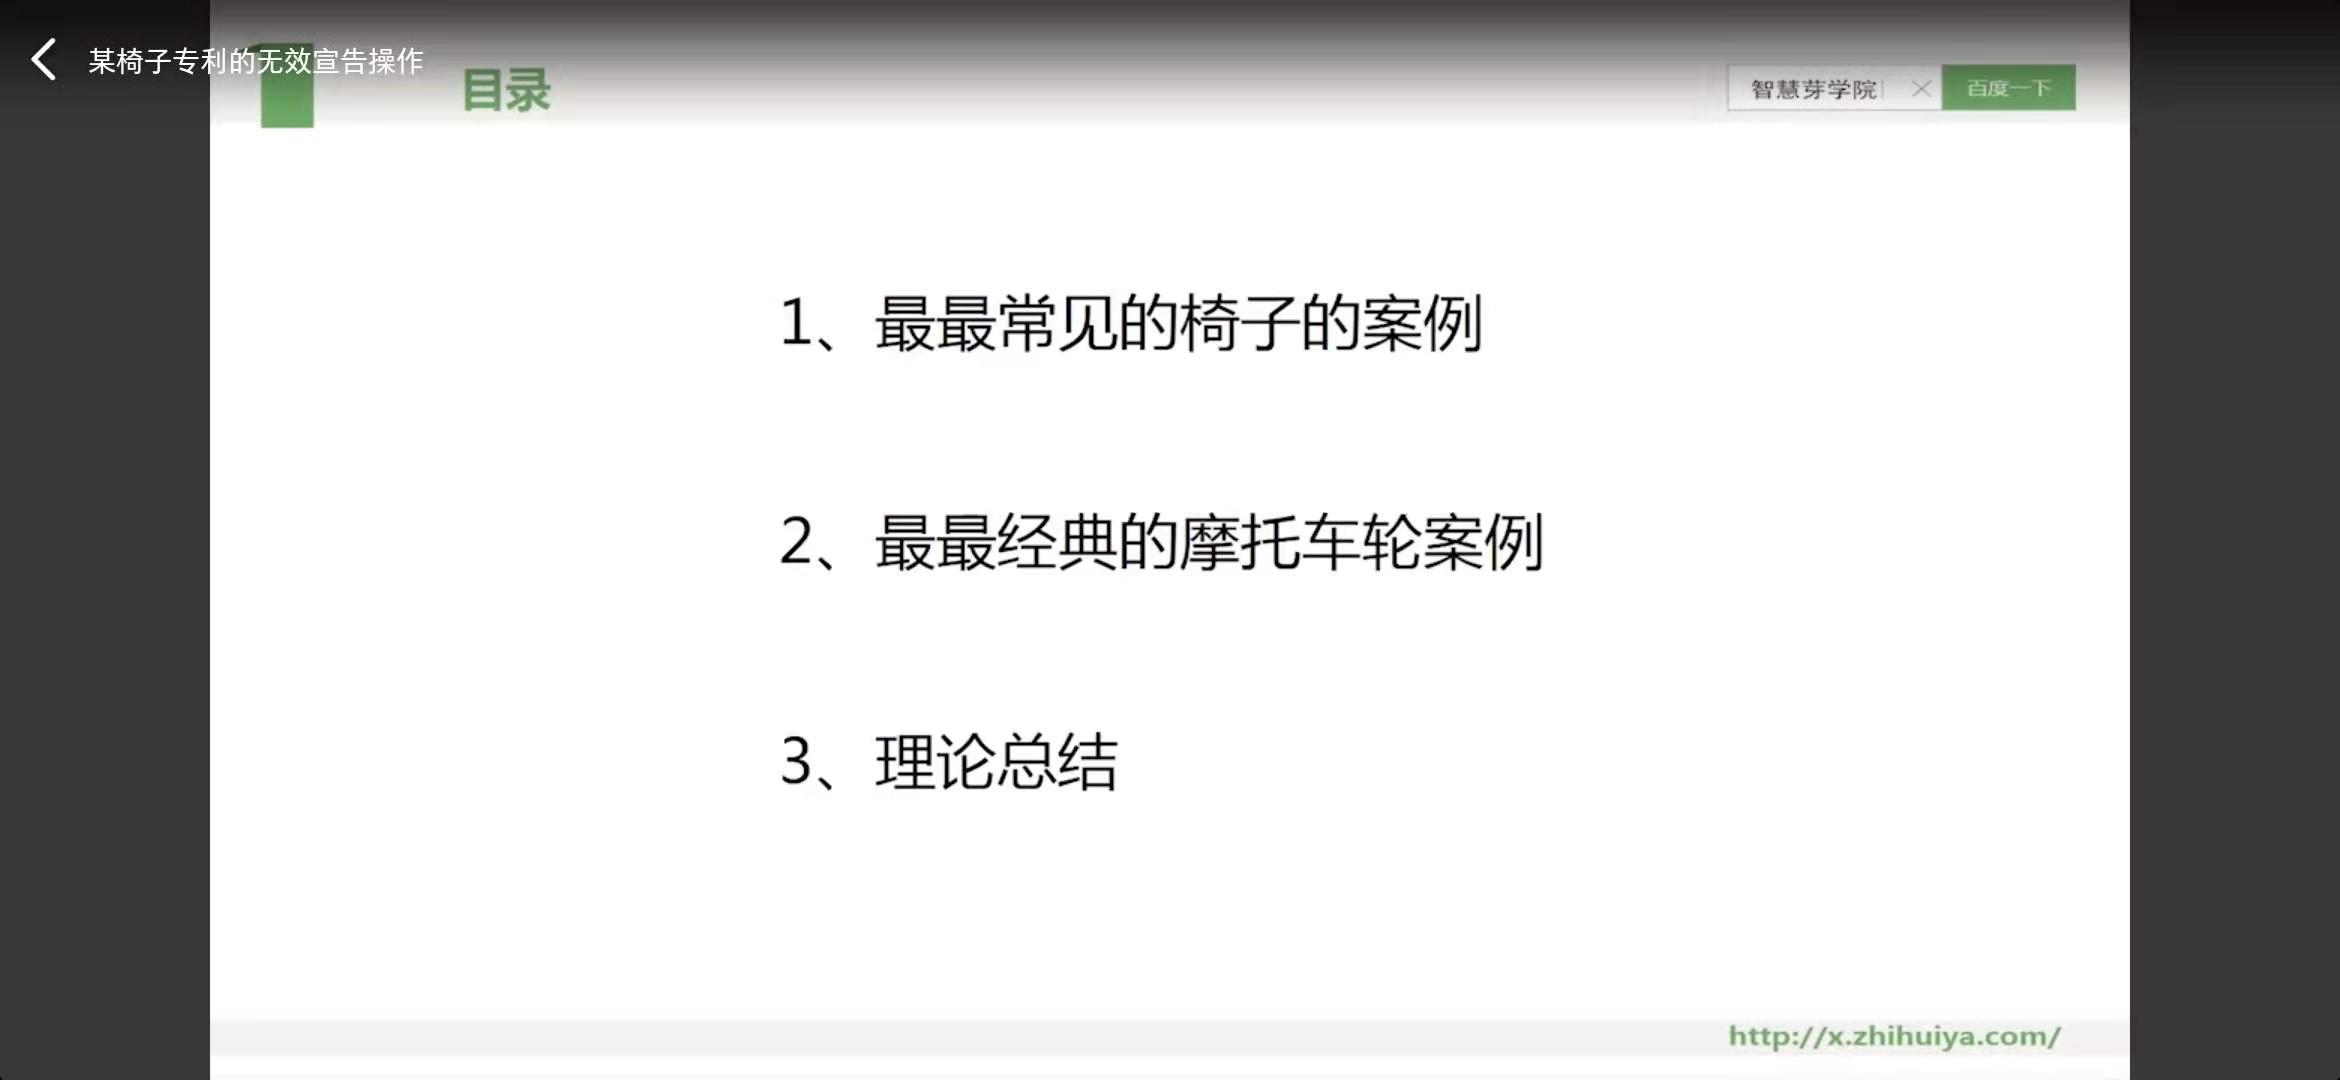 某椅子专利的无效宣告操作
目录
智慧芽学院
百度一下
1、最最常见的椅子的案例
2、最最经典的摩托车轮案例
3、理论总结
http://x.zhihuiya.com/